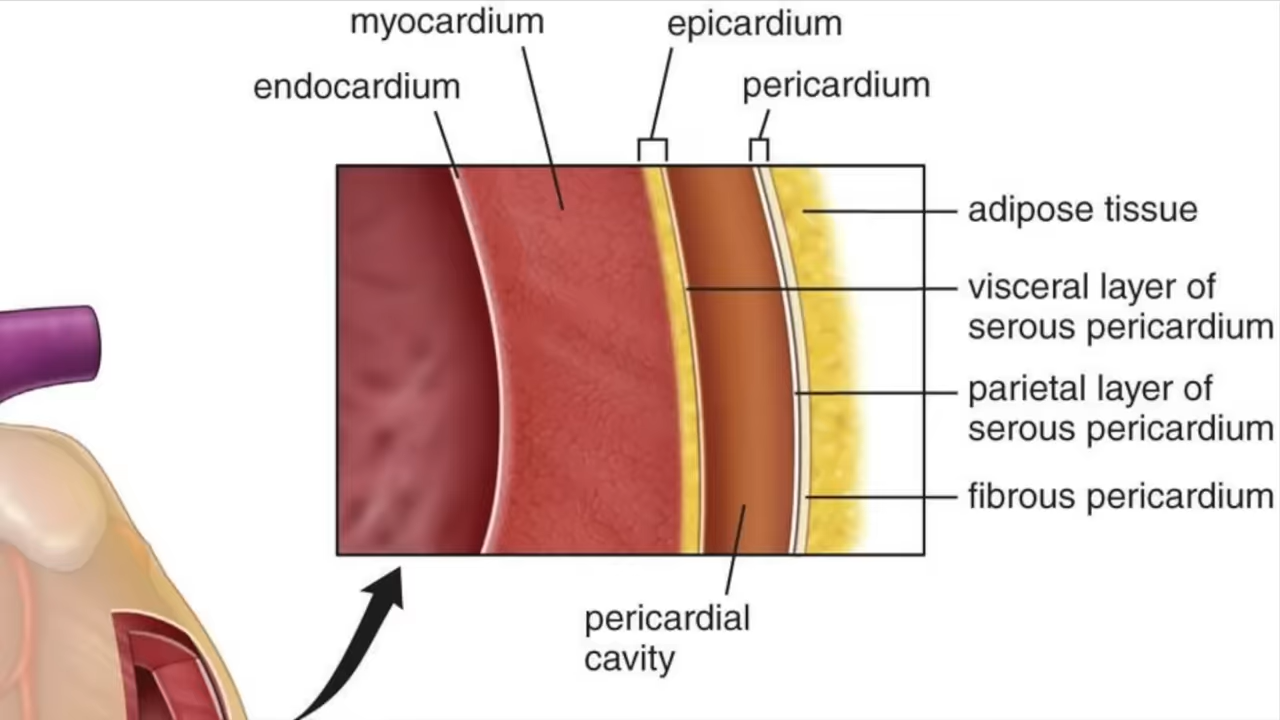 myocardium
epicardium
endocardium
pericardium
adipose tissue
visceral layer of
serous pericardium
parietal layer of
serous pericardium
fibrous pericardium
pericardial
cavity